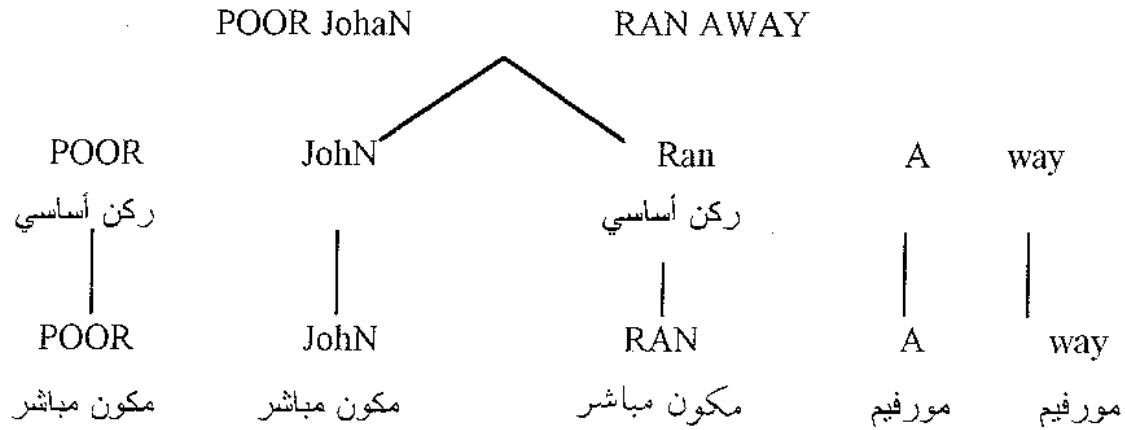 POOR JohaN RAN AWAY
POOR JohN Ran A way
ركن أساسي ركن أساسي
POOR JohN RAN A way
مكون مباشر مكون مباشر مكون مباشر مورفيم مورفيم